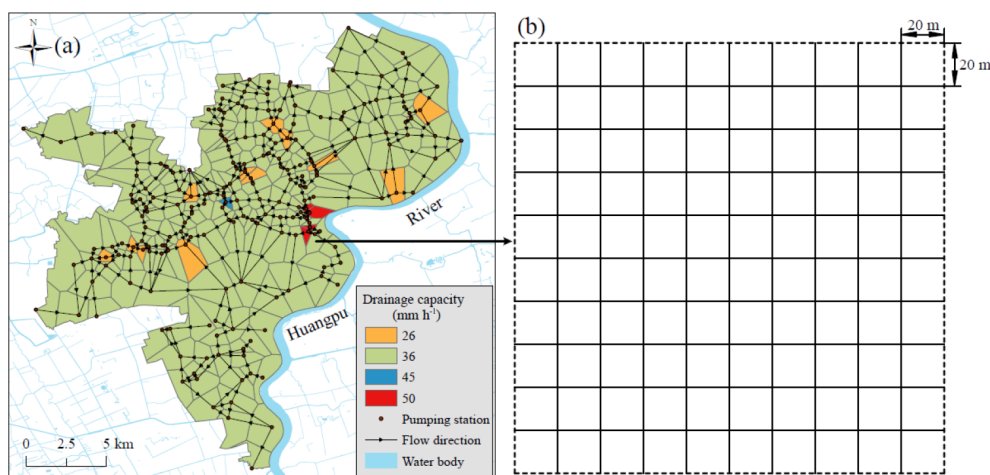 N
(a)
(b)
20 m
20 m
River
Huangpu
Drainage capacity
(mm h⁻¹)
26
36
45
50
Pumping station
Flow direction
Water body
0 2.5 5 km